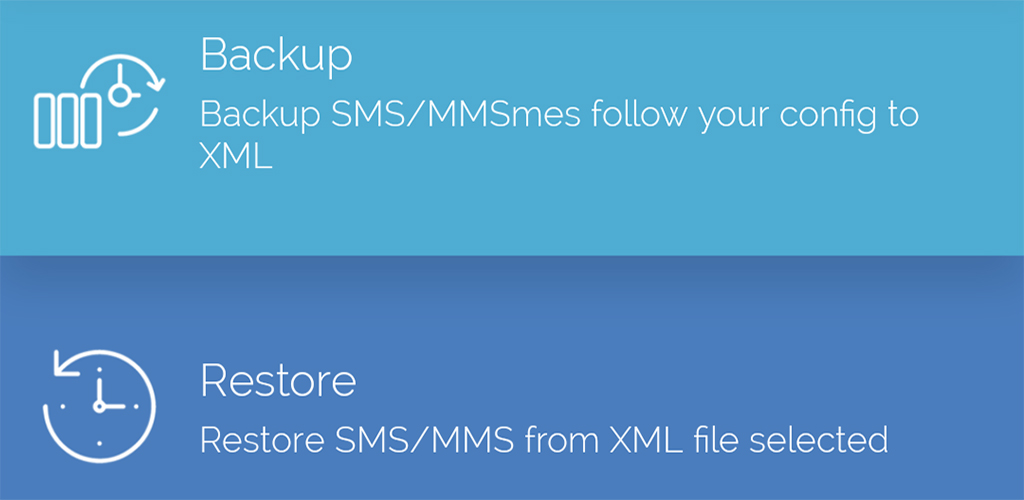 Backup
Backup SMS/MMSmes follow your config to
XML
Restore
Restore SMS/MMS from XML file selected